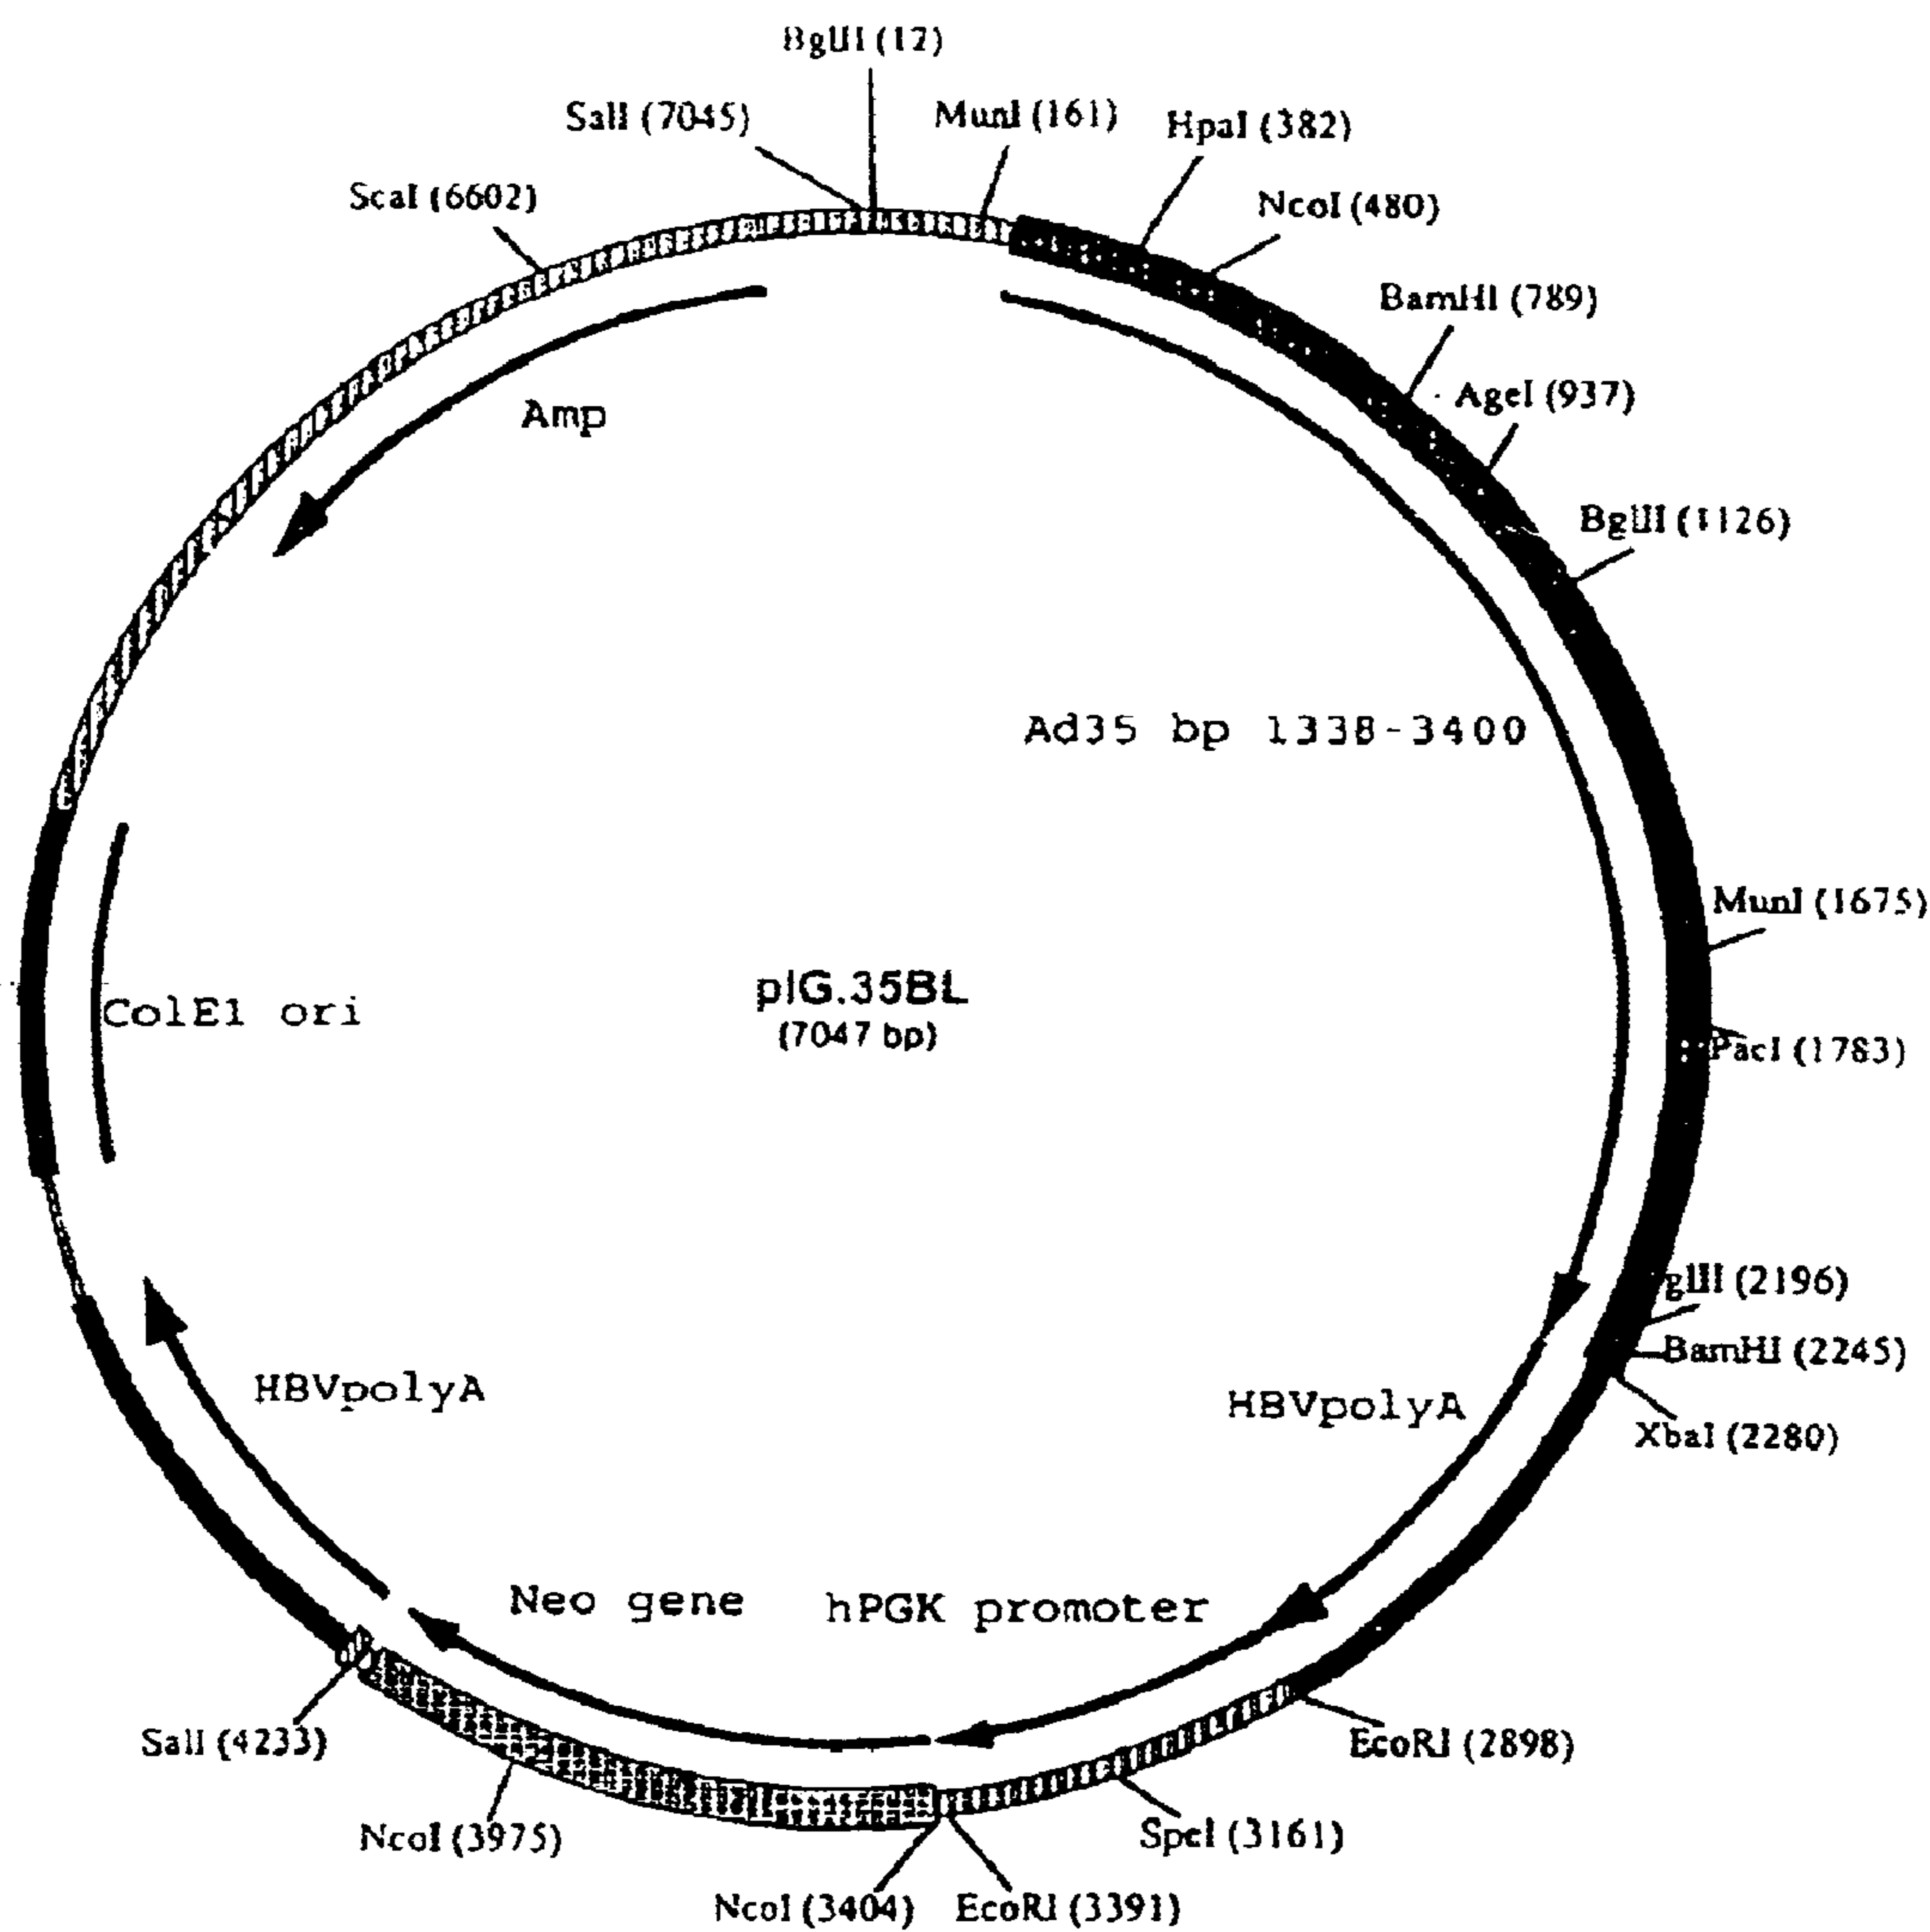 BglII (12)
SalI (7045)
MunI (161)
HpaI (382)
ScaI (6602)
NcoI (480)
BamHI (789)
AgeI (937)
Amp
BglII (1126)
Ad35 bp 1338-3400
MunI (1675)
pIG.35BL
ColE1 ori
(7047 bp)
PacI (1783)
glII (2196)
BamHI (2245)
HBVpolyA
HBVpolyA
XbaI (2280)
Neo gene
hPGK promoter
SalI (4233)
EcoRI (2898)
NcoI (3975)
SpeI (3161)
NcoI (3404)
EcoRI (3391)